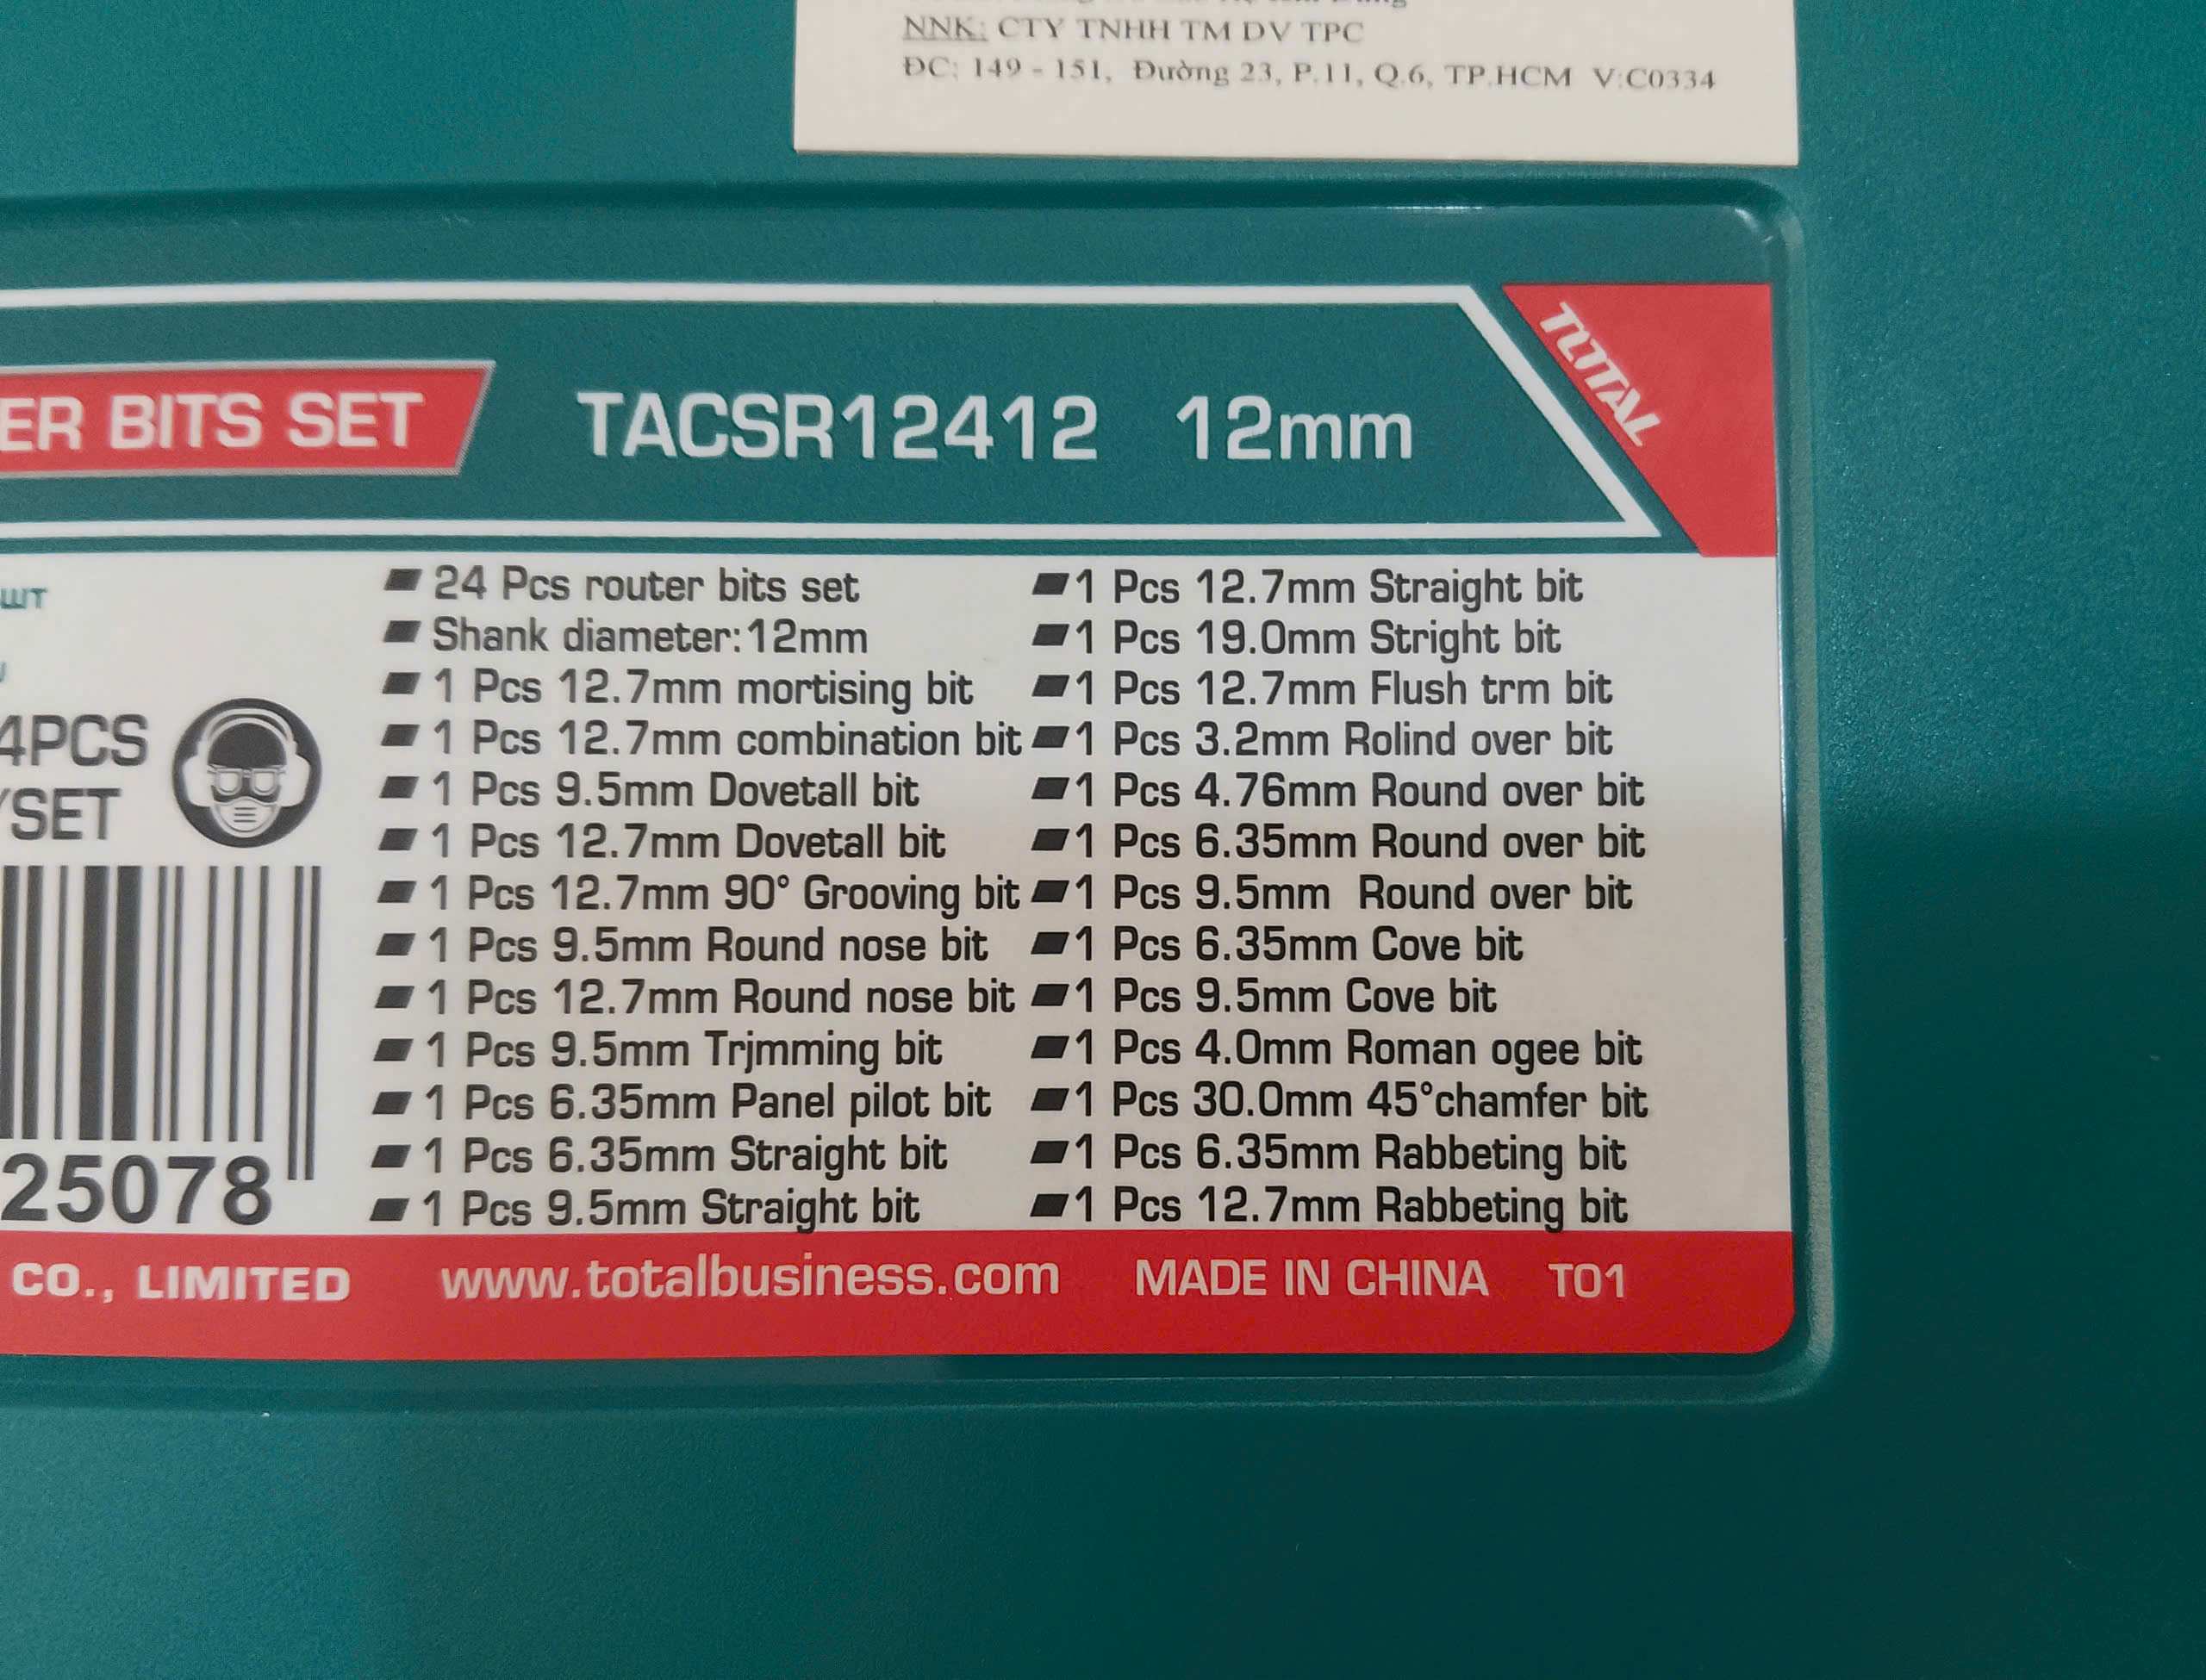 NNK: CTY TNHH TM DV TPC
ĐC: 149 - 151, Đường 23, P.11, Q.6, TP.HCM V:C0334
TOTAL
ER BITS SET
TACSR12412 12mm
шт
4PCS
/SET
25078
24 Pcs router bits set
Shank diameter:12mm
1 Pcs 12.7mm mortising bit
1 Pcs 12.7mm combination bit
1 Pcs 9.5mm Dovetall bit
1 Pcs 12.7mm Dovetall bit
1 Pcs 12.7mm 90° Grooving bit
1 Pcs 9.5mm Round nose bit
1 Pcs 12.7mm Round nose bit
1 Pcs 9.5mm Trjmming bit
1 Pcs 6.35mm Panel pilot bit
1 Pcs 6.35mm Straight bit
1 Pcs 9.5mm Straight bit
1 Pcs 12.7mm Straight bit
1 Pcs 19.0mm Stright bit
1 Pcs 12.7mm Flush trm bit
1 Pcs 3.2mm Rolind over bit
1 Pcs 4.76mm Round over bit
1 Pcs 6.35mm Round over bit
1 Pcs 9.5mm Round over bit
1 Pcs 6.35mm Cove bit
1 Pcs 9.5mm Cove bit
1 Pcs 4.0mm Roman ogee bit
1 Pcs 30.0mm 45°chamfer bit
1 Pcs 6.35mm Rabbeting bit
1 Pcs 12.7mm Rabbeting bit
CO., LIMITED www.totalbusiness.com MADE IN CHINA T01